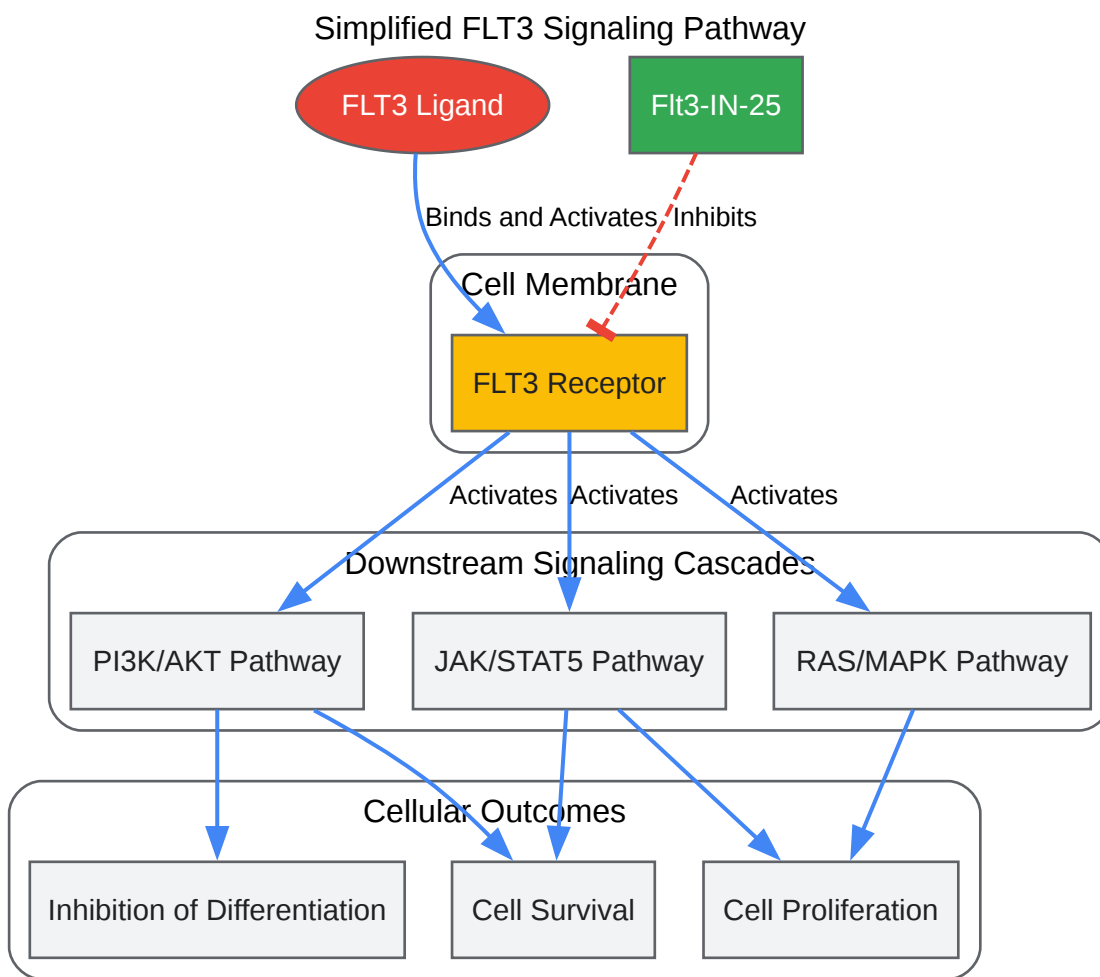 Simplified FLT3 Signaling Pathway
FLT3 Ligand
Flt3-IN-25
Binds and Activates
Inhibits
Cell Membrane
FLT3 Receptor
Activates
Activates
Activates
Downstream Signaling Cascades
PI3K/AKT Pathway
JAK/STAT5 Pathway
RAS/MAPK Pathway
Cellular Outcomes
Inhibition of Differentiation
Cell Survival
Cell Proliferation